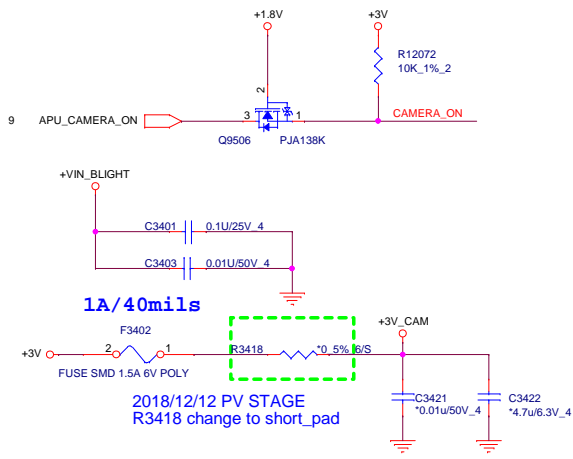 +1.8V
+3V
R12072
10K_1%_2
2
9 APU_CAMERA_ON 3 1 CAMERA_ON
Q9506 PJA138K
+VIN_BLIGHT
C3401 0.1U/25V_4
C3403 0.01U/50V_4
1A/40mils
+3V_CAM
F3402
+3V 2 1 R3418 *0_5%_6/S
FUSE SMD 1.5A 6V POLY
C3421
*0.01u/50V_4
C3422
*4.7u/6.3V_4
2018/12/12 PV STAGE
R3418 change to short_pad